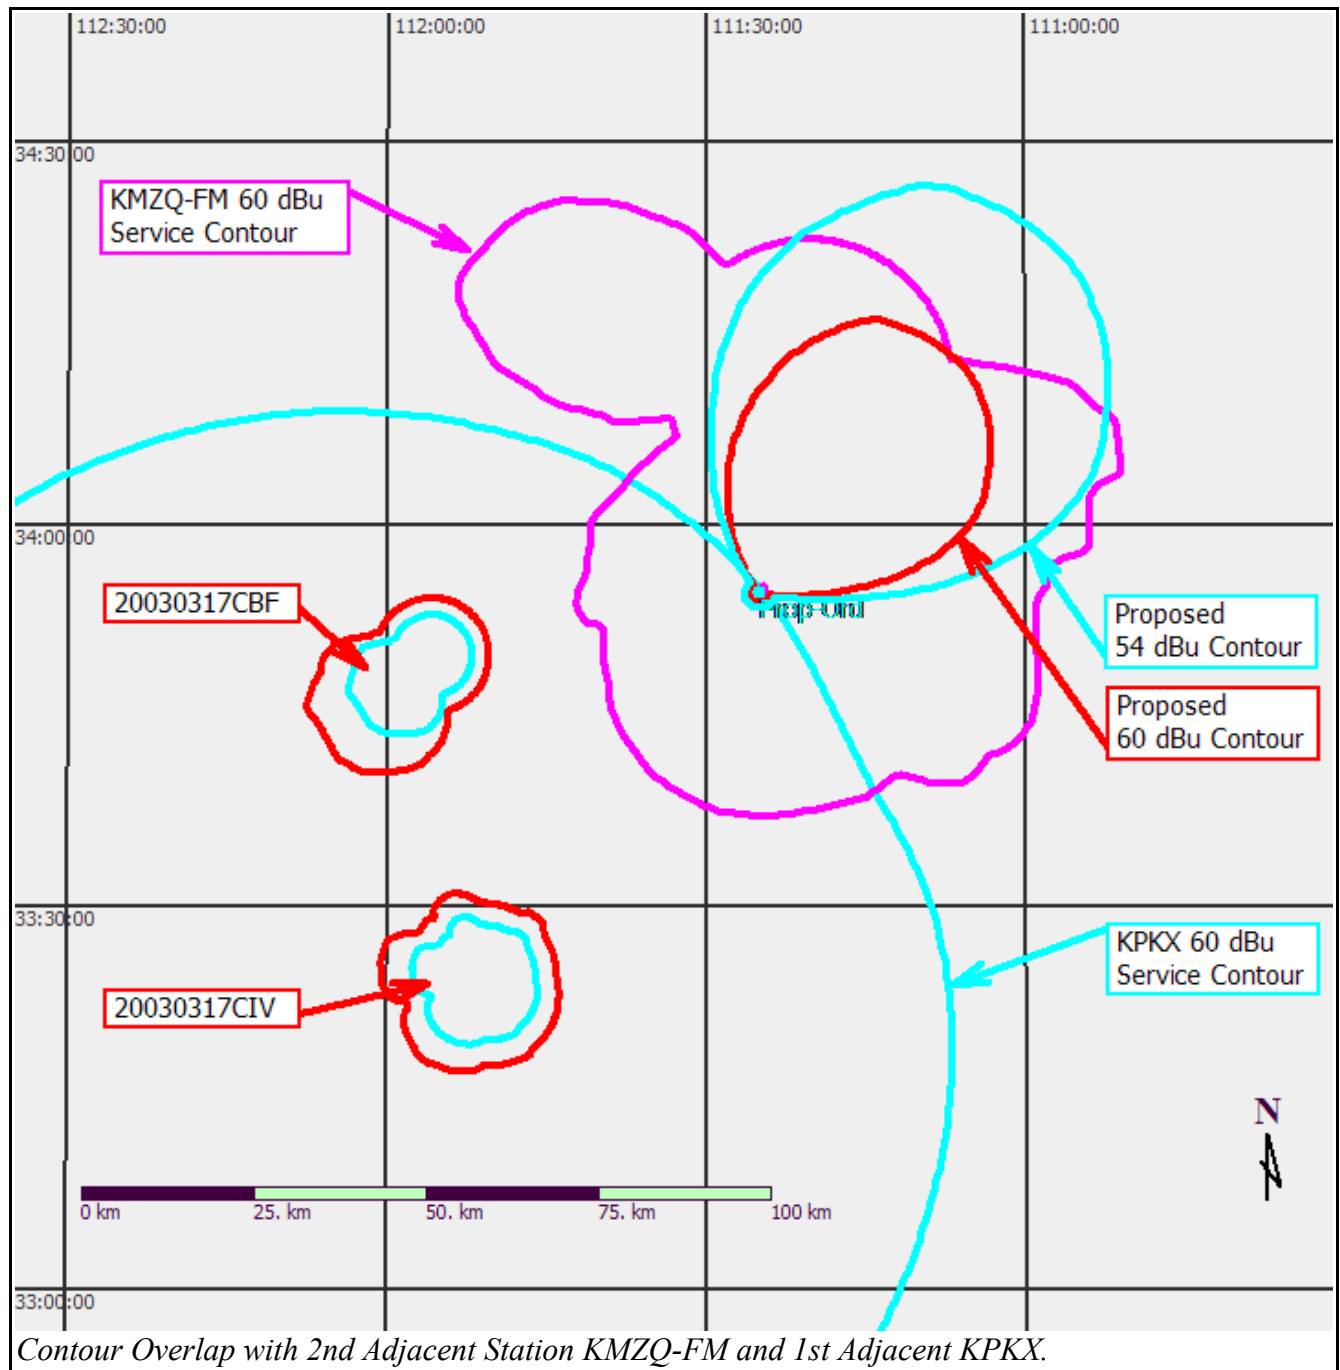 112:30:00 112:00:00 111:30:00 111:00:00
34:30:00
KMZQ-FM 60 dBu
Service Contour
34:00:00
20030317CBF
Proposed
54 dBu Contour
Proposed
60 dBu Contour
33:30:00
KPKX 60 dBu
Service Contour
20030317CIV
N
0 km 25. km 50. km 75. km 100 km
33:00:00
Contour Overlap with 2nd Adjacent Station KMZQ-FM and 1st Adjacent KPKX.